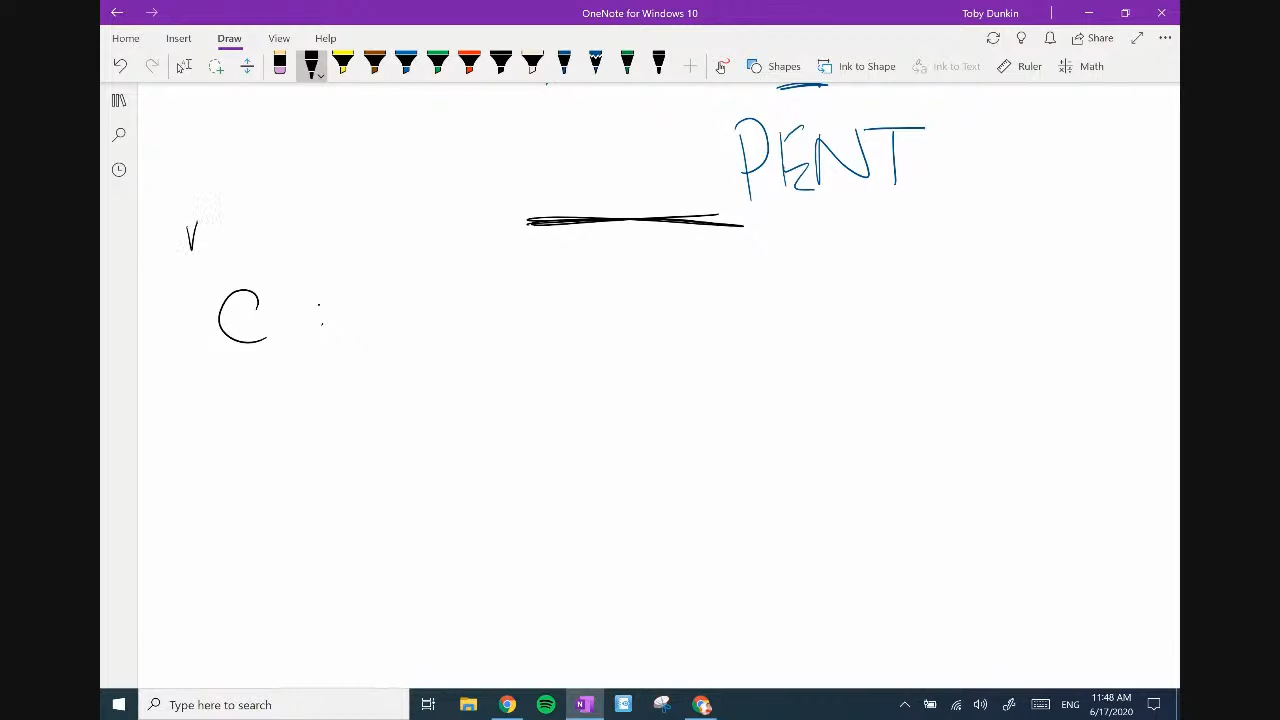 OneNote for Windows 10
Toby Dunkin
Home Insert Draw View Help
Share
Shapes Ink to Shape Ink to Text Ruler Math
PENT
V
C :
Type here to search
ENG
11:48 AM
6/17/2020